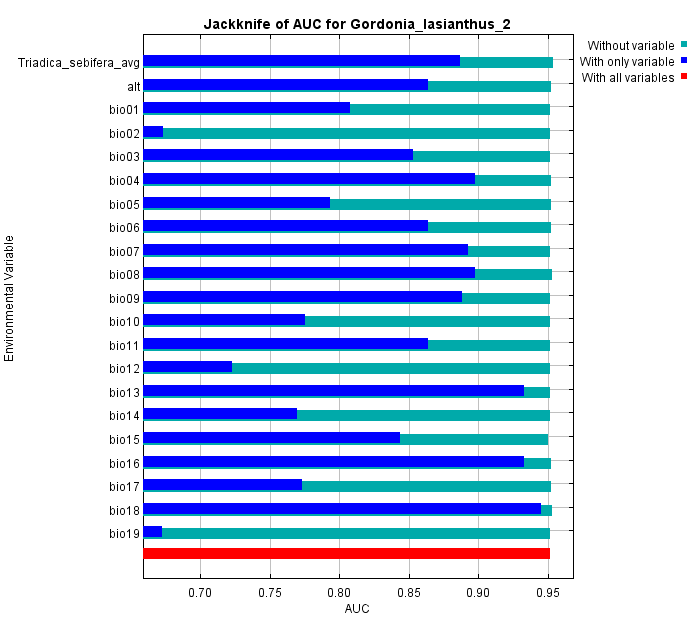 Jackknife of AUC for Gordonia_lasianthus_2
Without variable
With only variable
With all variables
Triadica_sebifera_avg
alt
bio01
bio02
bio03
bio04
bio05
bio06
bio07
bio08
bio09
bio10
bio11
bio12
bio13
bio14
bio15
bio16
bio17
bio18
bio19
Environmental Variable
0.70 0.75 0.80 0.85 0.90 0.95
AUC